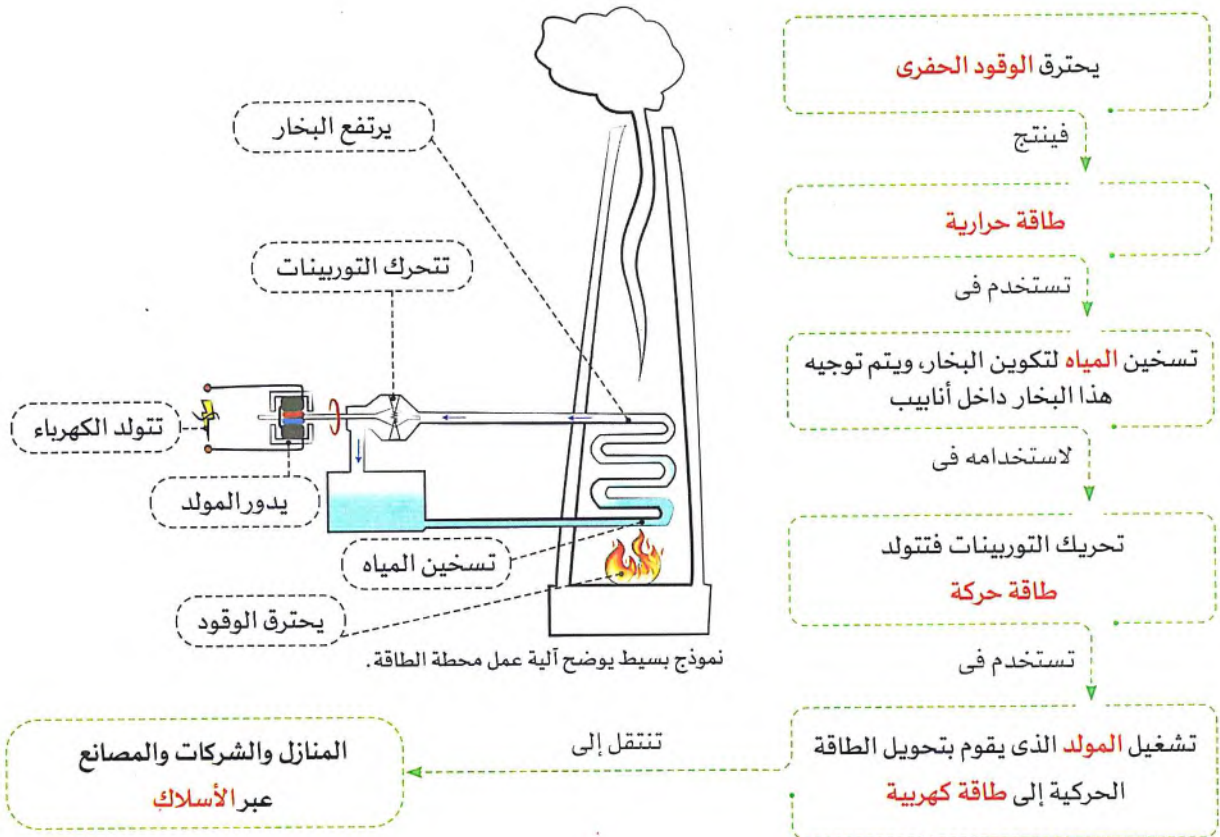 يحترق الوقود الحفرى
فينتج
طاقة حرارية
تستخدم فى
تسخين المياه لتكوين البخار، ويتم توجيه
هذا البخار داخل أنابيب
لاستخدامه فى
تحريك التوربينات فتتولد
طاقة حركة
تستخدم فى
تشغيل المولد الذى يقوم بتحويل الطاقة
الحركية إلى طاقة كهربية
تنتقل إلى
المنازل والشركات والمصانع
عبر الأسلاك
يرتفع البخار
تتحرك التوربينات
تتولد الكهرباء
يدور المولد
تسخين المياه
يحترق الوقود
نموذج بسيط يوضح آلية عمل محطة الطاقة.